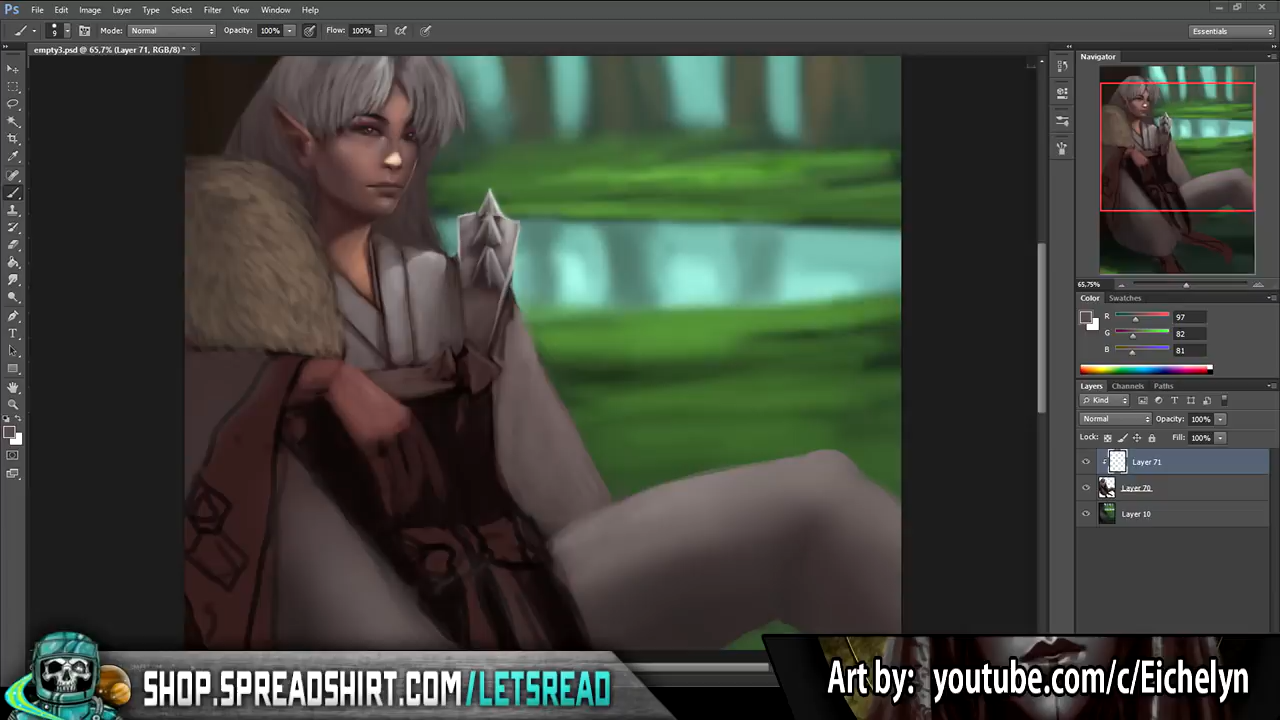 Ps File Edit Image Layer Type Select Filter View Window Help
9 Mode: Normal Opacity: 100% Flow: 100% Essentials
empty3.psd @ 65,7% (Layer 71, RGB/8) * ×
Navigator
65,75%
Color Swatches
R 97
G 82
B 81
Layers Channels Paths
Kind
Normal Opacity: 100%
Lock: Fill: 100%
Layer 71
Layer 70
Layer 10
SHOP.SPREADSHIRT.COM/LETSREAD
Art by: youtube.com/c/Eichelyn